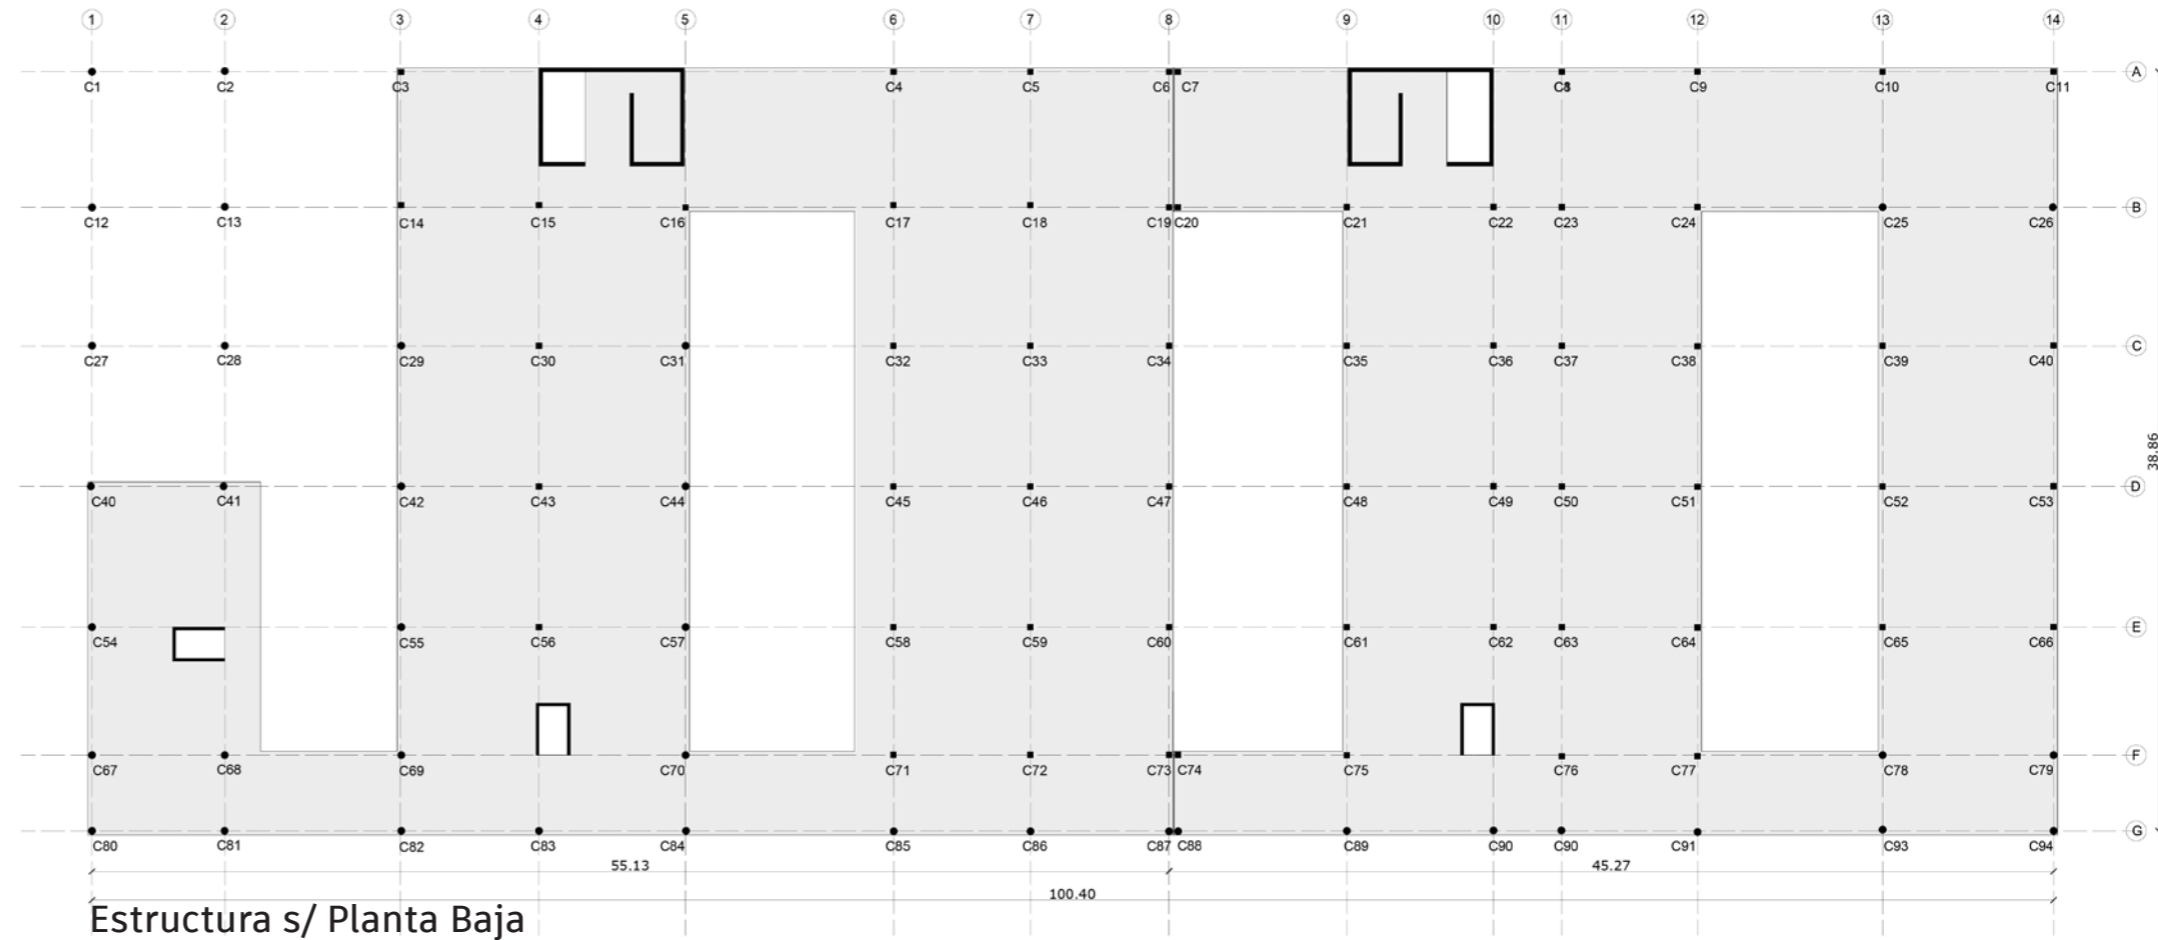 1 2 3 4 5 6 7 8 9 10 11 12 13 14
A
C1 C2 C3 C4 C5 C6 C7 C8 C9 C10 C11
B
C12 C13 C14 C15 C16 C17 C18 C19 C20 C21 C22 C23 C24 C25 C26
C
C27 C28 C29 C30 C31 C32 C33 C34 C35 C36 C37 C38 C39 C40
38.86
D
C40 C41 C42 C43 C44 C45 C46 C47 C48 C49 C50 C51 C52 C53
E
C54 C55 C56 C57 C58 C59 C60 C61 C62 C63 C64 C65 C66
F
C67 C68 C69 C70 C71 C72 C73 C74 C75 C76 C77 C78 C79
G
C80 C81 C82 C83 C84 C85 C86 C87 C88 C89 C90 C90 C91 C93 C94
55.13 45.27
100.40
Estructura s/ Planta Baja